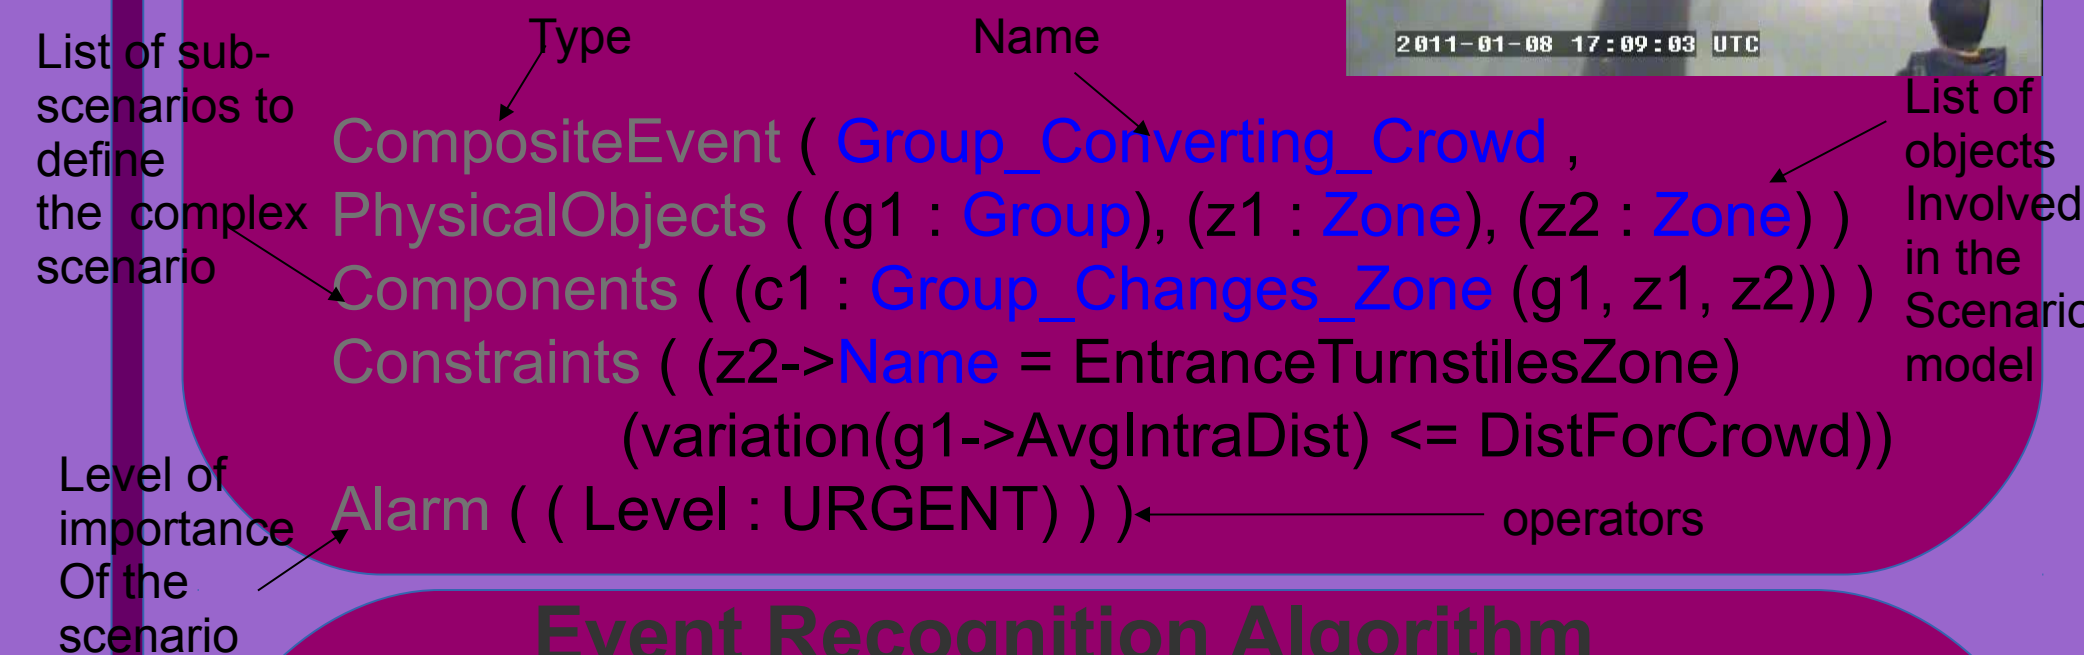 Type
Name
2011-01-08 17:09:03 UTC
List of sub-
scenarios to
define
the complex
scenario
List of
objects
Involved
in the
Scenario
model
CompositeEvent ( Group_Converting_Crowd ,
PhysicalObjects ( (g1 : Group), (z1 : Zone), (z2 : Zone) )
Components ( (c1 : Group_Changes_Zone (g1, z1, z2)) )
Constraints ( (z2->Name = EntranceTurnstilesZone)
(variation(g1->AvgIntraDist) <= DistForCrowd))
Alarm ( ( Level : URGENT) ) )
operators
Level of
importance
Of the
scenario
Event Recognition Algorithm